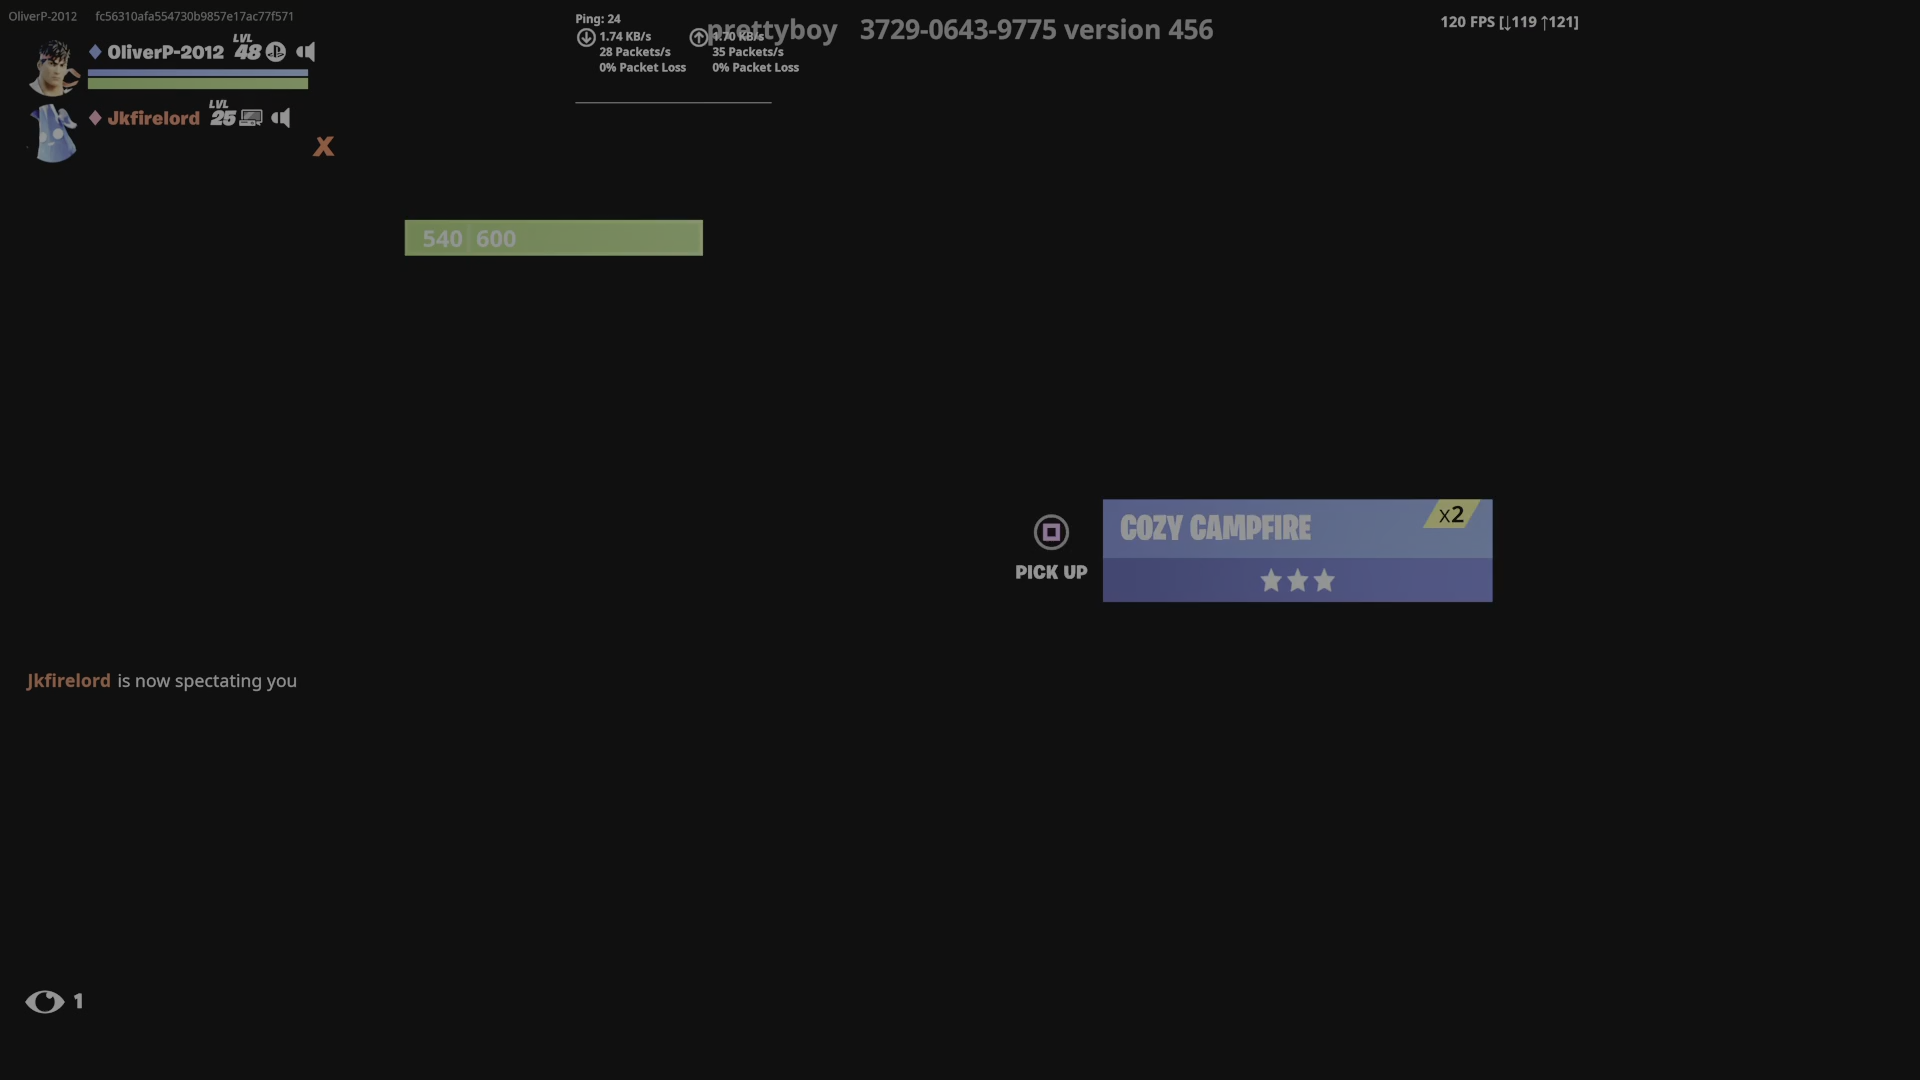 OliverP-2012 fc56310afa554730b9857e17ac77f571
Ping: 24
1.74 KB/s
28 Packets/s
0% Packet Loss
35 Packets/s
0% Packet Loss
prettyboy 3729-0643-9775 version 456
120 FPS [↓119 ↑121]
OliverP-2012 LVL 48
Jkfirelord LVL 25
X
540 600
COZY CAMPFIRE
x2
PICK UP
Jkfirelord is now spectating you
1